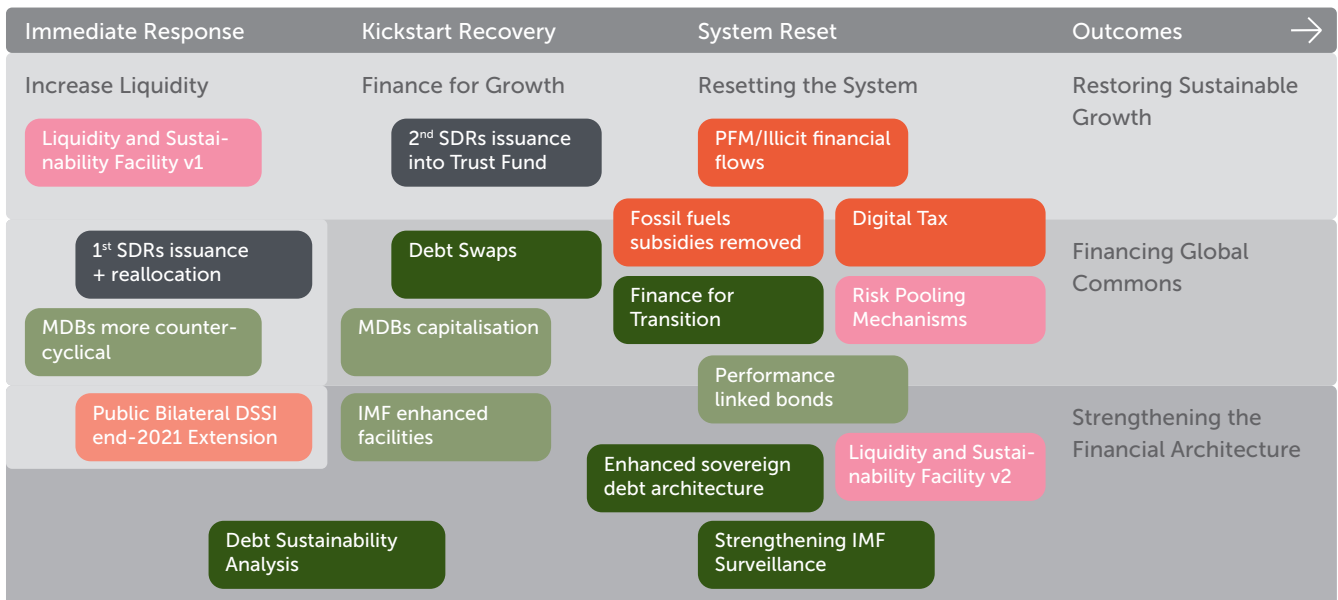 Immediate Response
Kickstart Recovery
System Reset
Outcomes
Increase Liquidity
Finance for Growth
Resetting the System
Restoring Sustainable
Growth
Liquidity and Sustai-
nability Facility v1
2nd SDRs issuance
into Trust Fund
PFM/Illicit financial
flows
Fossil fuels
subsidies removed
Digital Tax
1st SDRs issuance
+ reallocation
Debt Swaps
Financing Global
Commons
Finance for
Transition
Risk Pooling
Mechanisms
MDBs more counter-
cyclical
MDBs capitalisation
Performance
linked bonds
Public Bilateral DSSI
end-2021 Extension
IMF enhanced
facilities
Strengthening the
Financial Architecture
Enhanced sovereign
debt architecture
Liquidity and Sustai-
nability Facility v2
Debt Sustainability
Analysis
Strengthening IMF
Surveillance